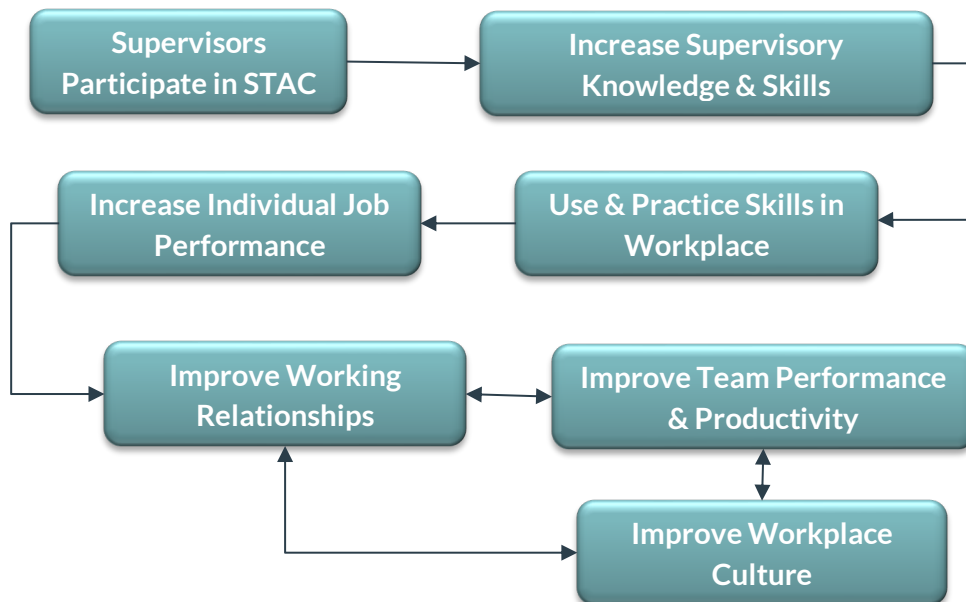 Supervisors
Participate in STAC
Increase Supervisory
Knowledge & Skills
Use & Practice Skills in
Workplace
Increase Individual Job
Performance
Improve Working
Relationships
Improve Team Performance
& Productivity
Improve Workplace
Culture